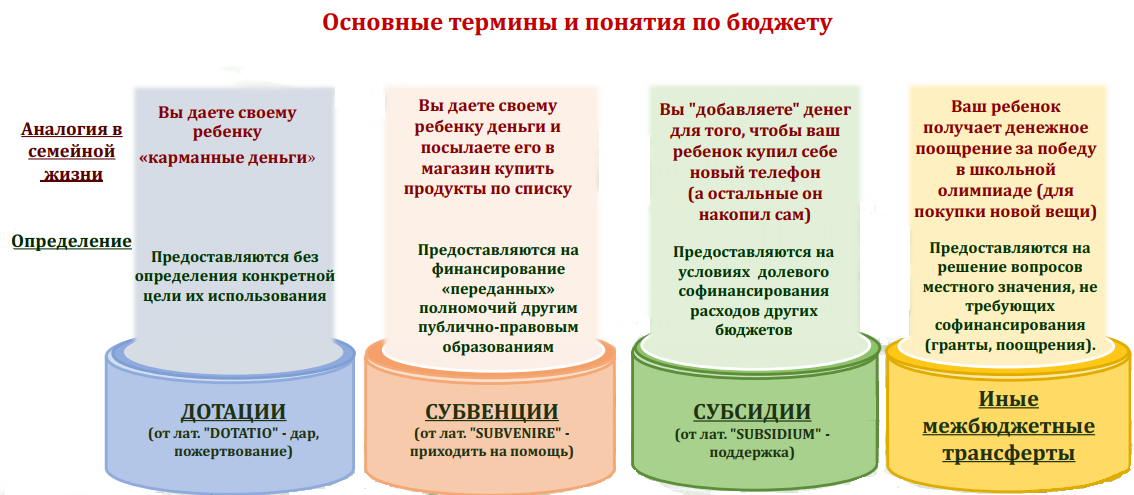 Основные термины и понятия по бюджету
Аналогия в
семейной
жизни
Вы даете своему
ребенку
«карманные деньги»
Вы даете своему
ребенку деньги и
посылаете его в
магазин купить
продукты по списку
Вы "добавляете" денег
для того, чтобы ваш
ребенок купил себе
новый телефон
(а остальные он
накопил сам)
Ваш ребенок
получает денежное
поощрение за победу
в школьной
олимпиаде (для
покупки новой вещи)
Определение
Предоставляются без
определения конкретной
цели их использования
Предоставляются на
финансирование
«переданных»
полномочий другим
публично-правовым
образованиям
Предоставляются на
условиях долевого
софинансирования
расходов других
бюджетов
Предоставляются на
решение вопросов
местного значения, не
требующих
софинансирования
(гранты, поощрения).
ДОТАЦИИ
(от лат. "DOTATIO" - дар,
пожертвование)
СУБВЕНЦИИ
(от лат. "SUBVENIRE" -
приходить на помощь)
СУБСИДИИ
(от лат. "SUBSIDIUM" -
поддержка)
Иные
межбюджетные
трансферты